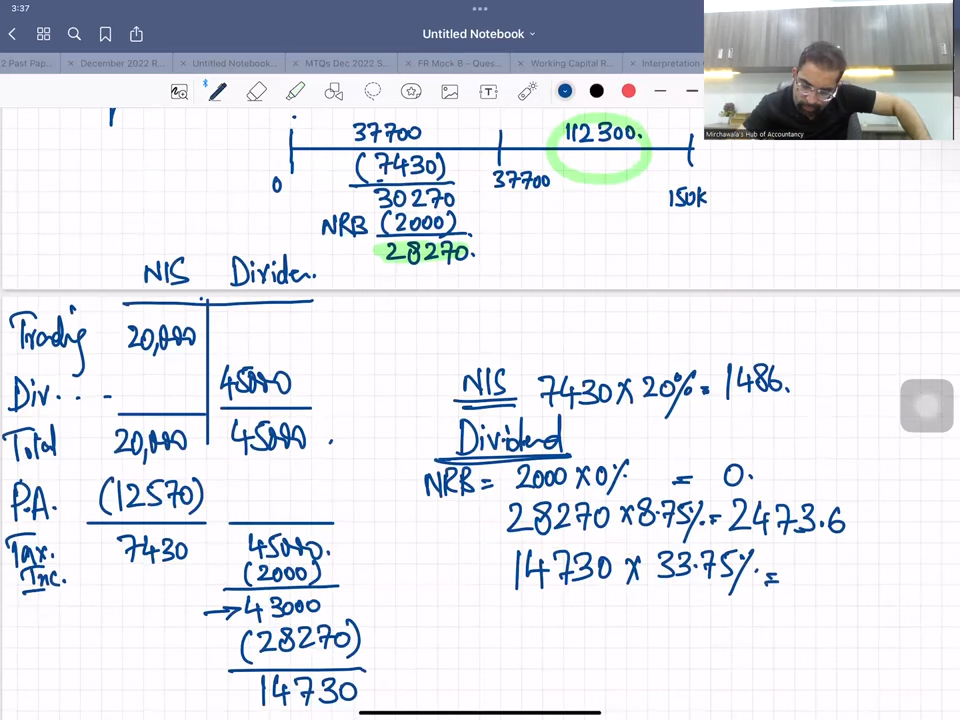 3:37
Untitled Notebook
2 Past Pap...
December 2022 R...
Untitled Notebook...
MTQs Dec 2022 S...
FR Mock B – Ques...
Working Capital R...
Interpretation
Mirchawala's Hub of Accountancy
37700
112300.
(7430)
0
37700
150K
30270
NRB (2000)
28270.
NIS Dividen.
Trading 20,000
Div... - 45000
Total 20,000 45000.
P.A. (12570)
Tax. Inc. 7430 45000.
(2000)
→43000
(28270)
14730
NIS 7430 x 20% = 1486.
Dividend
NRB = 2000 x 0% = 0.
28270 x 8.75% = 2473.6
14730 x 33.75% =